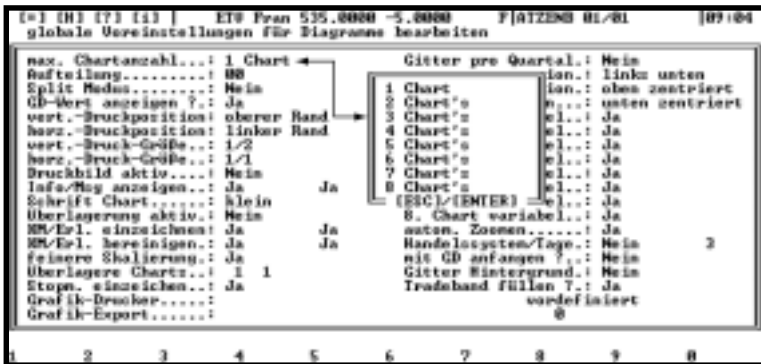 [=] [H] [?] [i] | ETV Fran 535.0000 -5.0000 F|ATZENB 01/01 |09:04
globale Voreinstellungen für Diagramme bearbeiten
max. Chartanzahl...: 1 Chart Gitter pro Quartal.: Nein
Aufteilung.........: 00 ion.: links unten
Split Modus........: Nein 1 Chart ion.: oben zentriert
GD-Wert anzeigen ?.: Ja 2 Chart's n...: unten zentriert
vert.-Druckposition: oberer Rand 3 Chart's el..: Ja
horz.-Druckposition: linker Rand 4 Chart's el..: Ja
vert.-Druck-Größe..: 1/2 5 Chart's el..: Ja
horz.-Druck-Größe..: 1/1 6 Chart's el..: Ja
Druckbild aktiv....: Nein 7 Chart's el..: Ja
Info/Msg anzeigen..: Ja Ja 8 Chart's el..: Ja
Schrift Chart......: klein [ESC]/[ENTER] el..: Ja
Überlagerung aktiv.: Nein 8. Chart variabel..: Ja
KM/Erl. einzeichnen: Ja Ja autom. Zoomen......: Ja
KM/Erl. bereinigen.: Ja Ja Handelssystem/Tage.: Nein 3
feinere Skalierung.: Ja mit GD anfangen ?..: Nein
Überlagere Charts..: 1 1 Gitter Hintergrund.: Nein
Stopm. einzeichen..: Ja Tradeband füllen ?.: Ja
Grafik-Drucker.....: vordefiniert
Grafik-Export......: 0
1 2 3 4 5 6 7 8 9 0